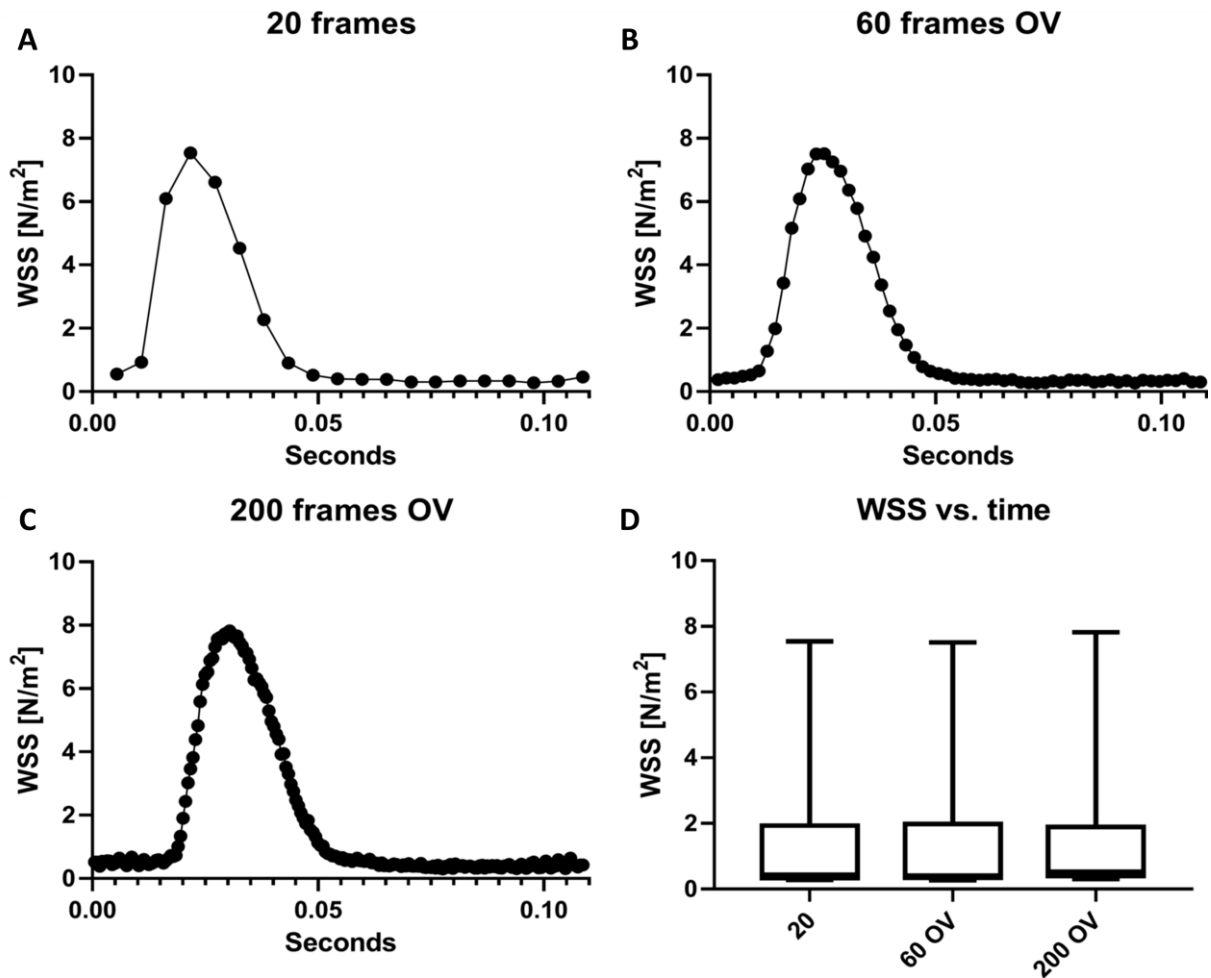 A
20 frames
WSS [N/m²]
10
8
6
4
2
0
0.00
0.05
0.10
Seconds
B
60 frames OV
WSS [N/m²]
10
8
6
4
2
0
0.00
0.05
0.10
Seconds
C
200 frames OV
WSS [N/m²]
10
8
6
4
2
0
0.00
0.05
0.10
Seconds
D
WSS vs. time
WSS [N/m²]
10
8
6
4
2
0
20
60 OV
200 OV